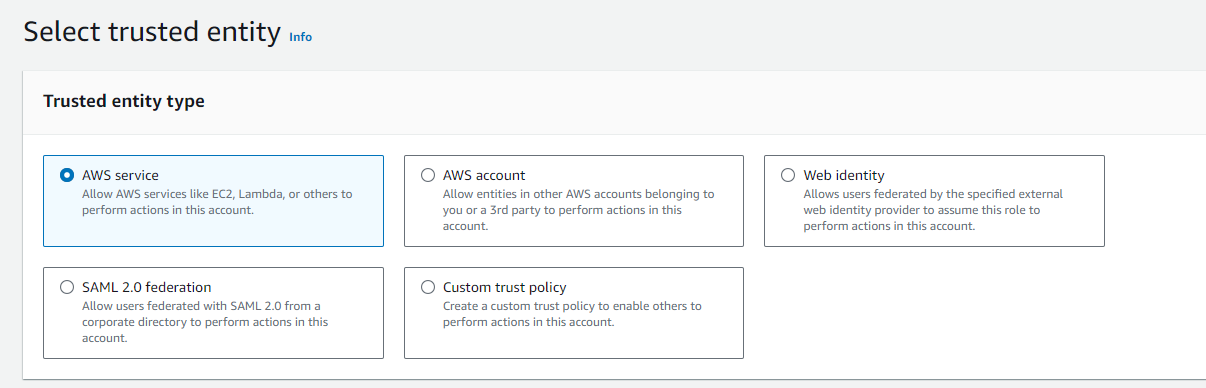 Select trusted entity Info
Trusted entity type
AWS service
Allow AWS services like EC2, Lambda, or others to
perform actions in this account.
AWS account
Allow entities in other AWS accounts belonging to
you or a 3rd party to perform actions in this
account.
Web identity
Allows users federated by the specified external
web identity provider to assume this role to
perform actions in this account.
SAML 2.0 federation
Allow users federated with SAML 2.0 from a
corporate directory to perform actions in this
account.
Custom trust policy
Create a custom trust policy to enable others to
perform actions in this account.